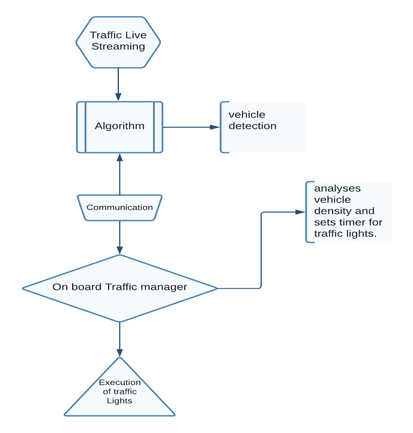 Traffic Live
Streaming
Algorithm
vehicle
detection
Communication
analyses
vehicle
density and
sets timer for
traffic lights.
On board Traffic manager
Execution
of traffic
Lights